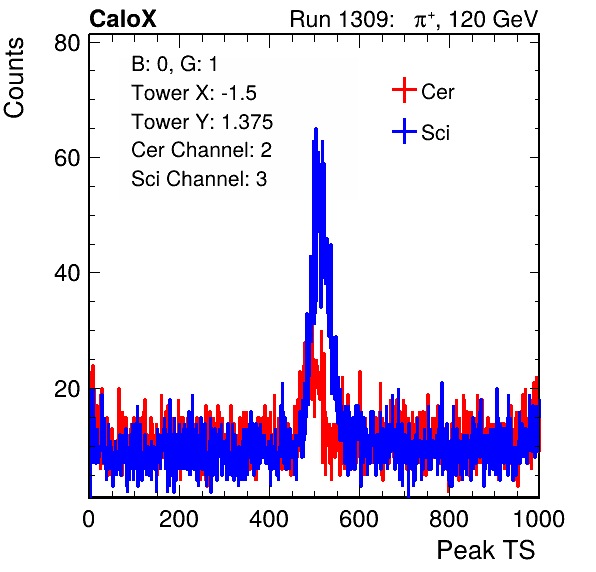 CaloX Run 1309: π⁺, 120 GeV
Counts
80
60
40
20
B: 0, G: 1
Tower X: -1.5
Tower Y: 1.375
Cer Channel: 2
Sci Channel: 3
Cer
Sci
0 200 400 600 800 1000
Peak TS